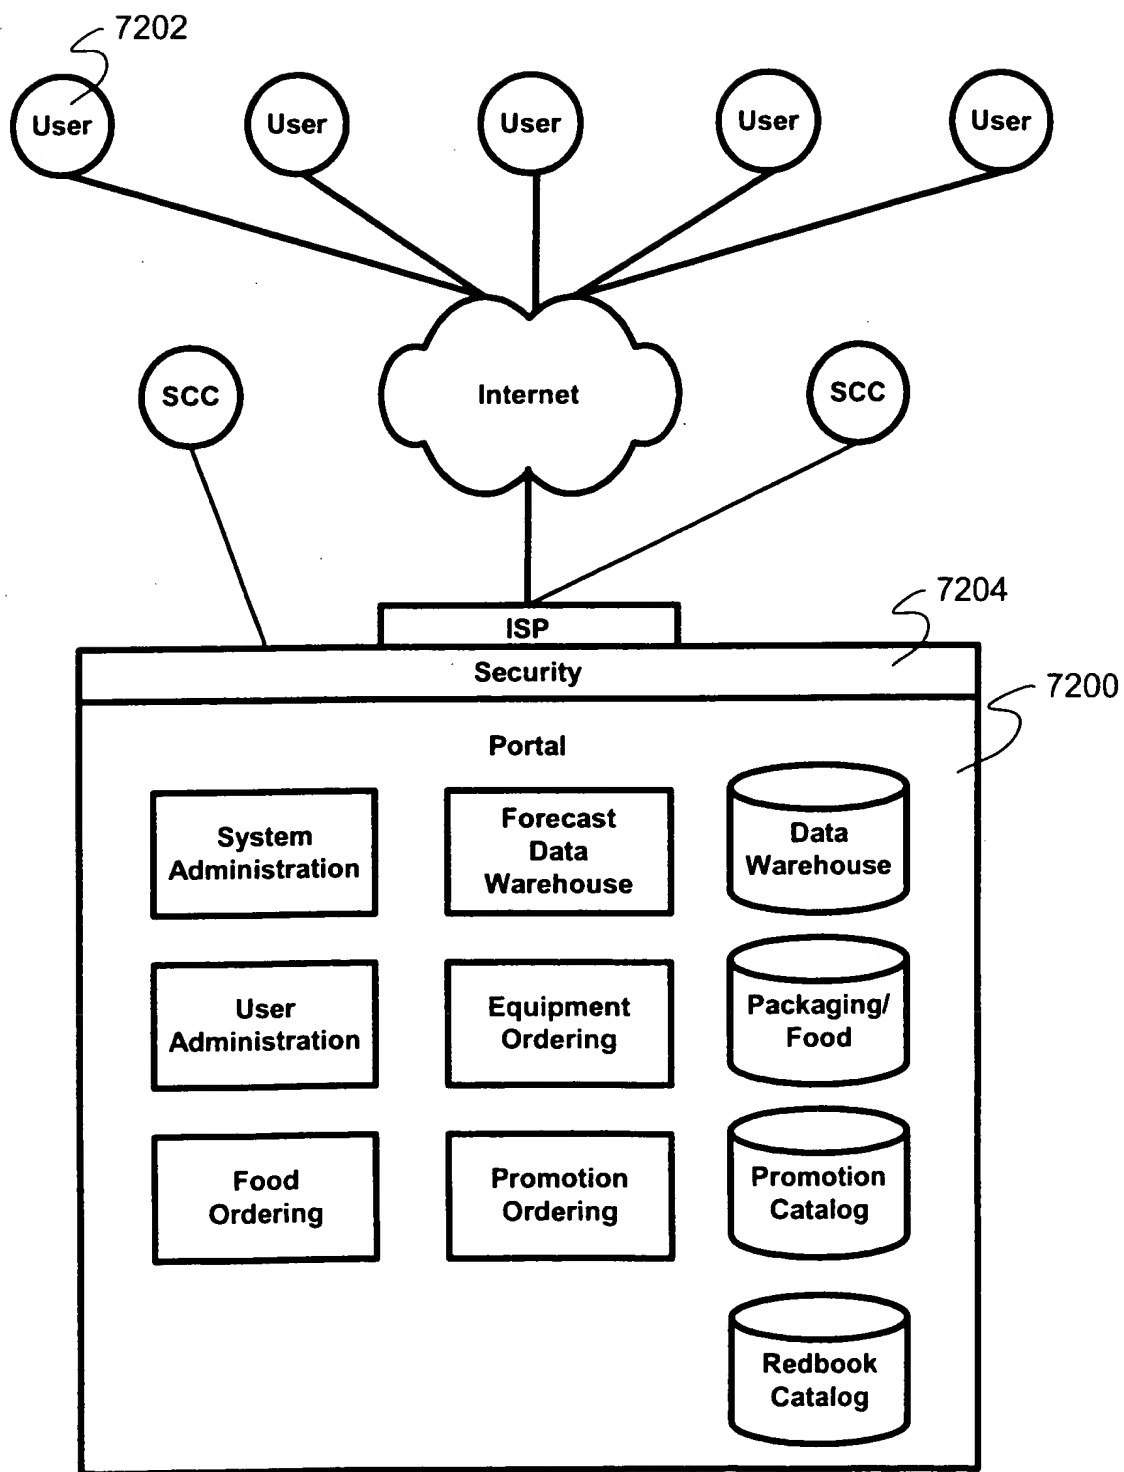 7202
User
User
User
User
User
SCC
Internet
SCC
7204
ISP
Security
7200
Portal
System
Administration
Forecast
Data
Warehouse
Data
Warehouse
User
Administration
Equipment
Ordering
Packaging/
Food
Food
Ordering
Promotion
Ordering
Promotion
Catalog
Redbook
Catalog